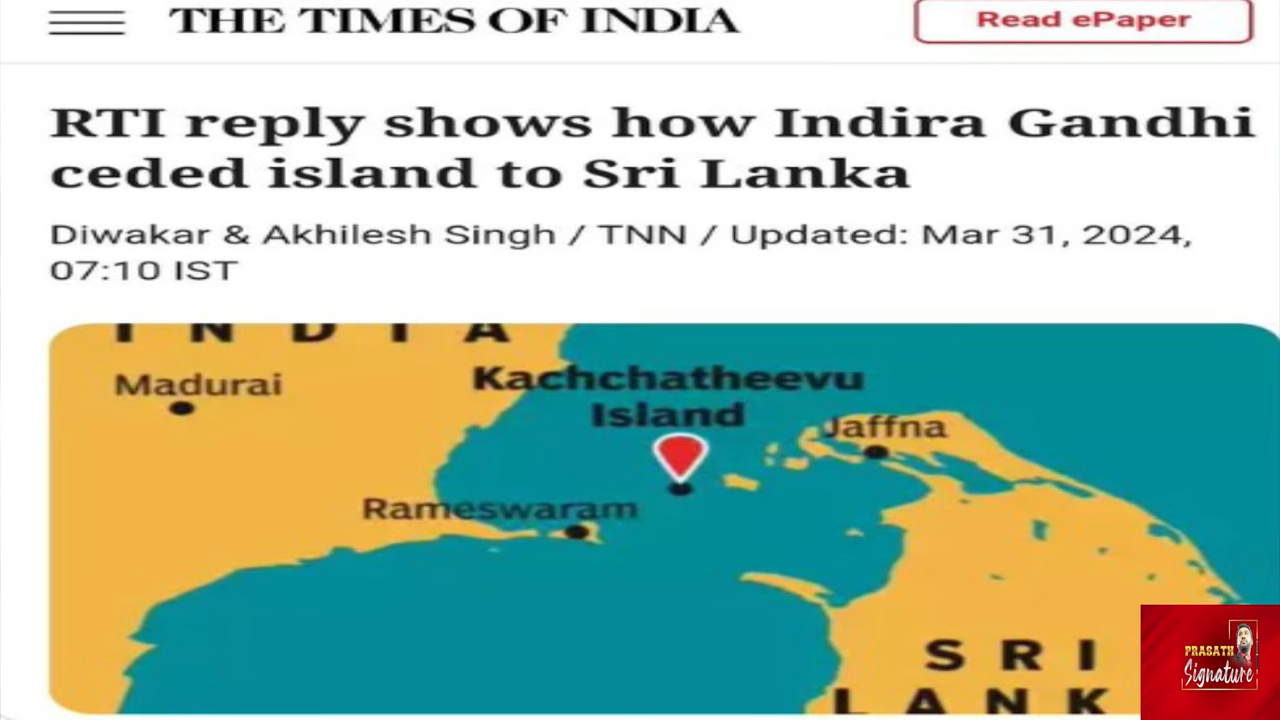 THE TIMES OF INDIA
Read ePaper
RTI reply shows how Indira Gandhi
ceded island to Sri Lanka
Diwakar & Akhilesh Singh / TNN / Updated: Mar 31, 2024,
07:10 IST
INDIA
Madurai
Kachchatheevu
Island
Jaffna
Rameswaram
SRI
LANK
PRASATH
Signature